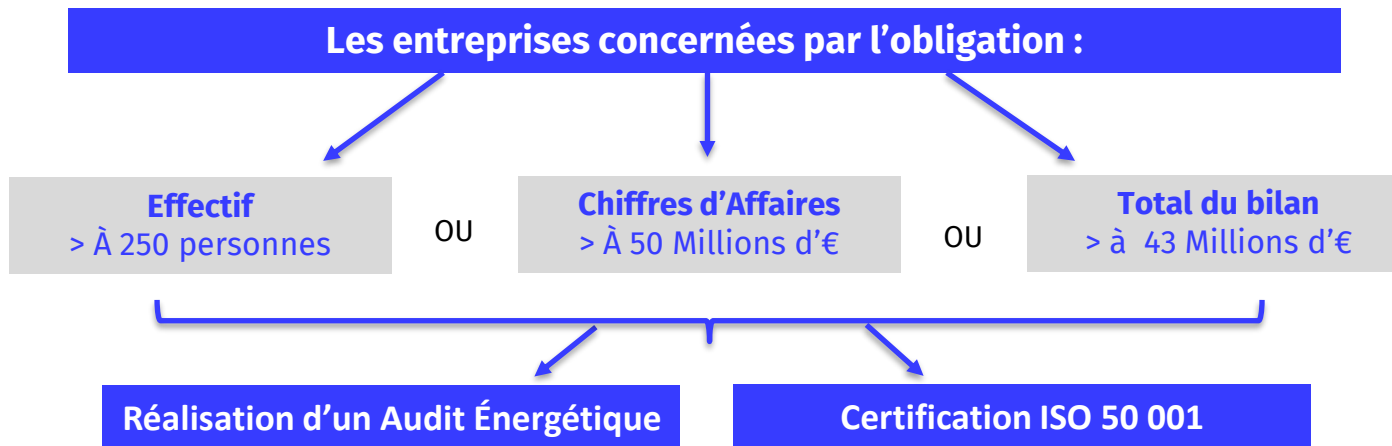 Les entreprises concernées par l'obligation :
Effectif
> À 250 personnes
OU
Chiffres d'Affaires
> À 50 Millions d'€
OU
Total du bilan
> à 43 Millions d'€
Réalisation d'un Audit Énergétique
Certification ISO 50 001